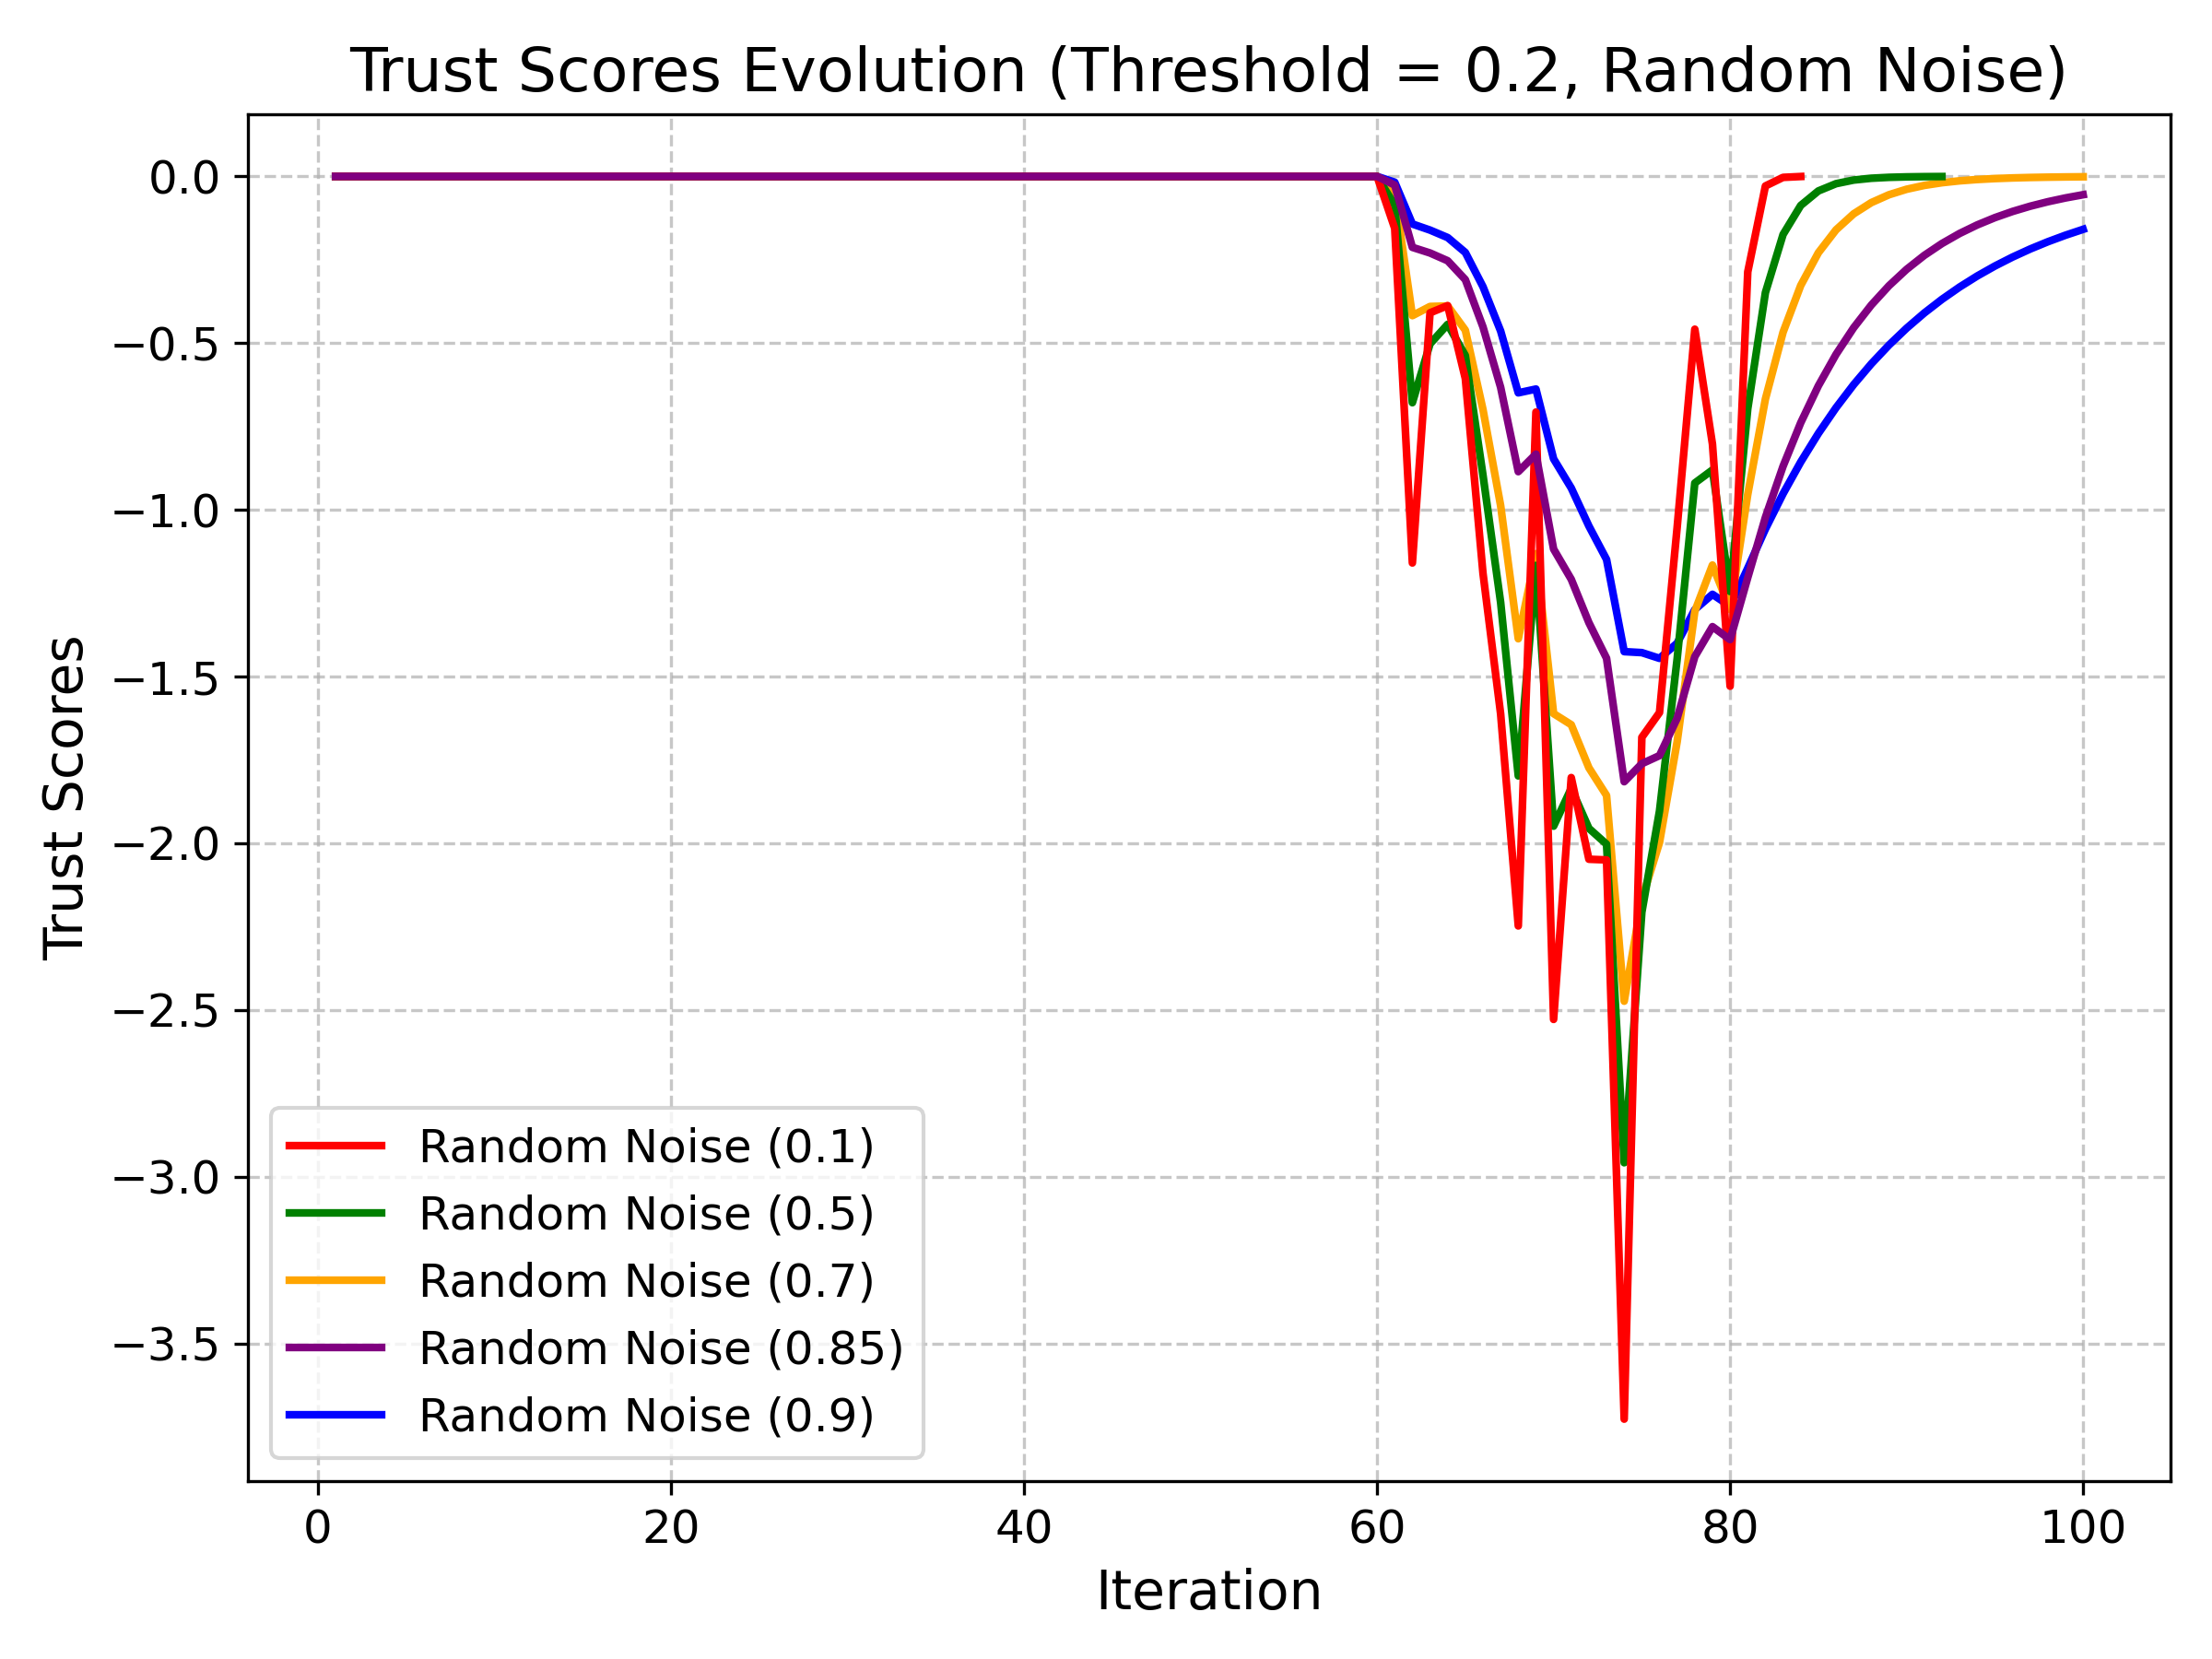 Trust Scores Evolution (Threshold = 0.2, Random Noise)
Trust Scores
0.0
−0.5
−1.0
−1.5
−2.0
−2.5
−3.0
−3.5
Random Noise (0.1)
Random Noise (0.5)
Random Noise (0.7)
Random Noise (0.85)
Random Noise (0.9)
0 20 40 60 80 100
Iteration